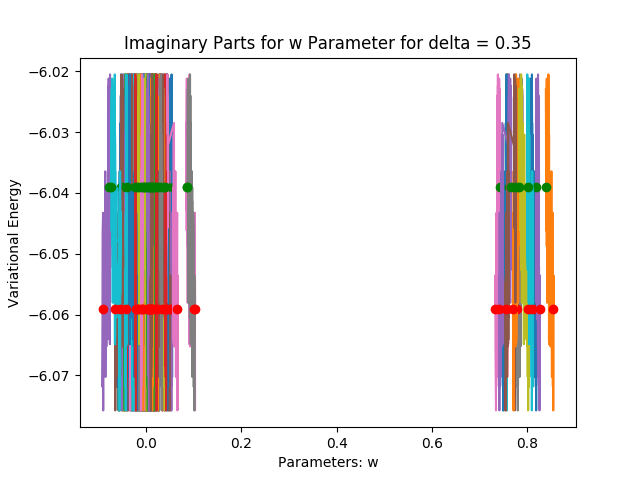 Imaginary Parts for w Parameter for delta = 0.35
−6.02
−6.03
−6.04
−6.05
−6.06
−6.07
Variational Energy
0.0 0.2 0.4 0.6 0.8
Parameters: w